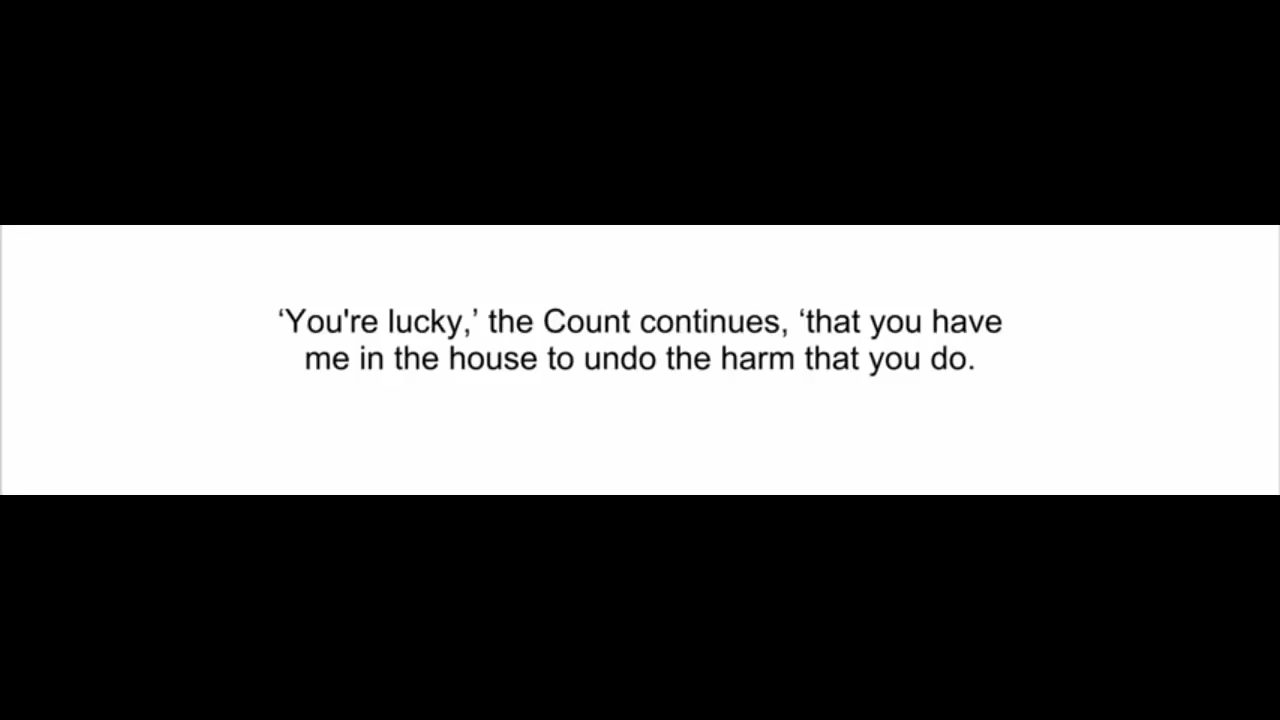 ‘You're lucky,’ the Count continues, ‘that you have
me in the house to undo the harm that you do.